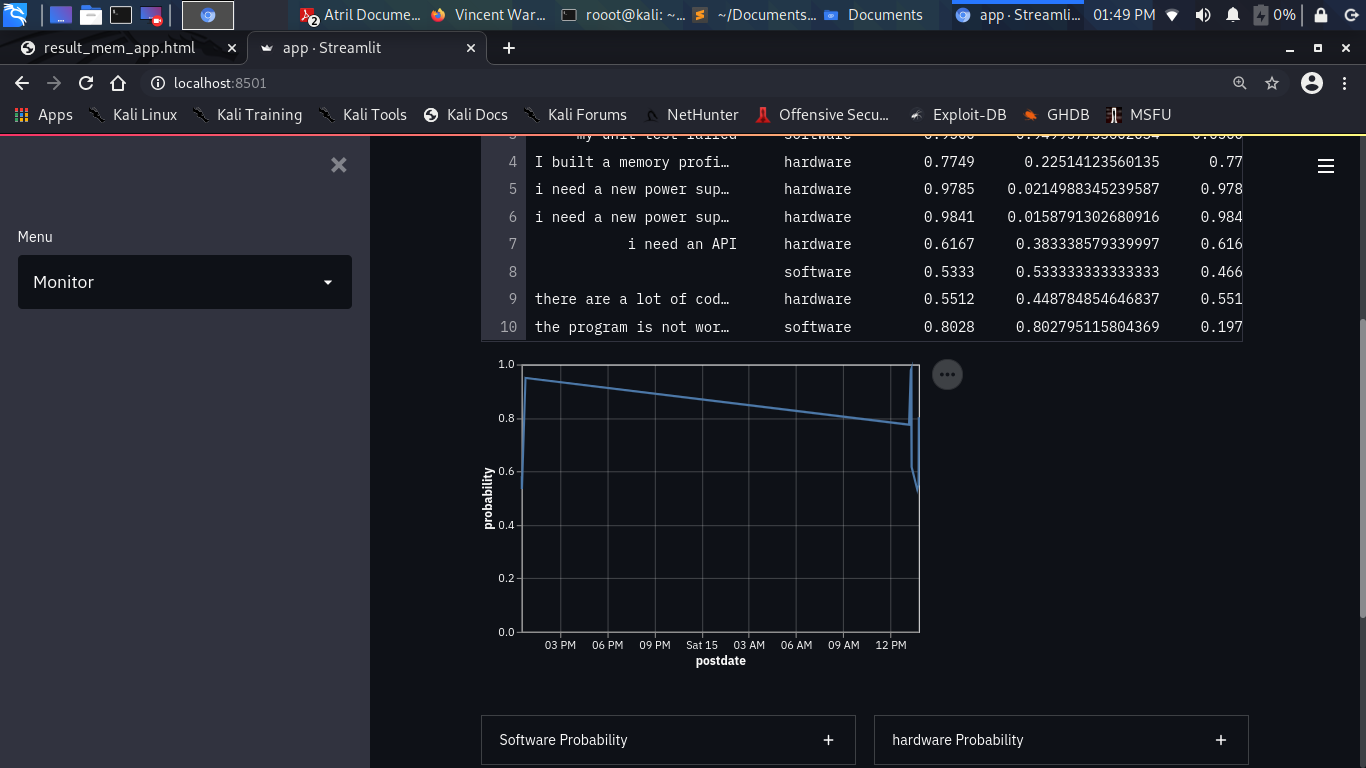 Atril Docume...
Vincent War...
rooot@kali: ~...
~/Documents...
Documents
app · Streamli...
01:49 PM
0%
2
result_mem_app.html
app · Streamlit
localhost:8501
Apps
Kali Linux
Kali Training
Kali Tools
Kali Docs
Kali Forums
NetHunter
Offensive Secu...
Exploit-DB
GHDB
MSFU
Menu
Monitor
my unit test failed software
4 I built a memory profi… hardware 0.7749 0.22514123560135 0.77
5 i need a new power sup… hardware 0.9785 0.0214988345239587 0.978
6 i need a new power sup… hardware 0.9841 0.0158791302680916 0.984
7 i need an API hardware 0.6167 0.383338579339997 0.616
8 software 0.5333 0.533333333333333 0.466
9 there are a lot of cod… hardware 0.5512 0.448784854646837 0.551
10 the program is not wor… software 0.8028 0.802795115804369 0.197
1.0
0.8
0.6
0.4
0.2
0.0
probability
03 PM 06 PM 09 PM Sat 15 03 AM 06 AM 09 AM 12 PM
postdate
Software Probability +
hardware Probability +